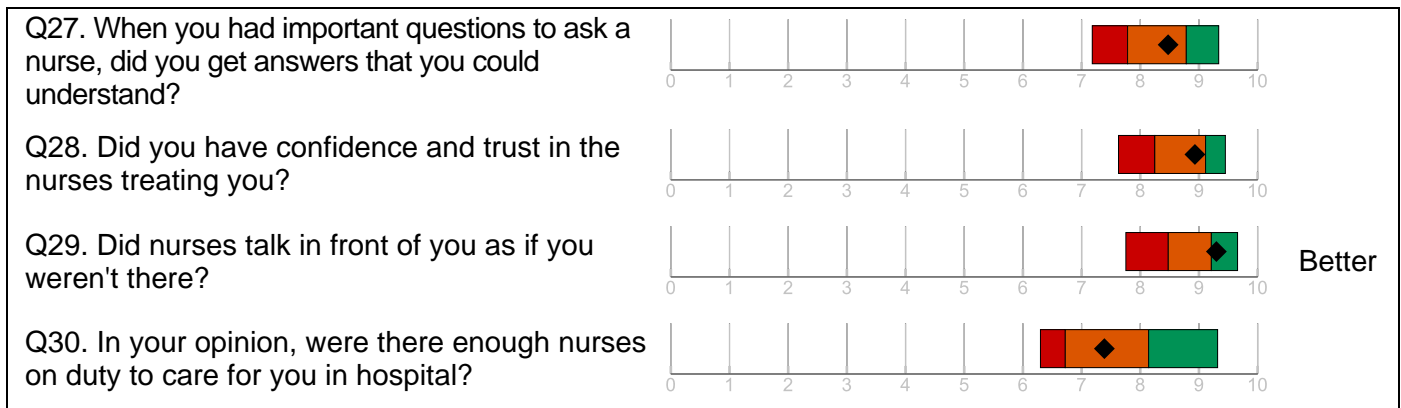 Q27. When you had important questions to ask a
nurse, did you get answers that you could
understand?
0 1 2 3 4 5 6 7 8 9 10
Q28. Did you have confidence and trust in the
nurses treating you?
0 1 2 3 4 5 6 7 8 9 10
Q29. Did nurses talk in front of you as if you
weren't there?
Better
0 1 2 3 4 5 6 7 8 9 10
Q30. In your opinion, were there enough nurses
on duty to care for you in hospital?
0 1 2 3 4 5 6 7 8 9 10